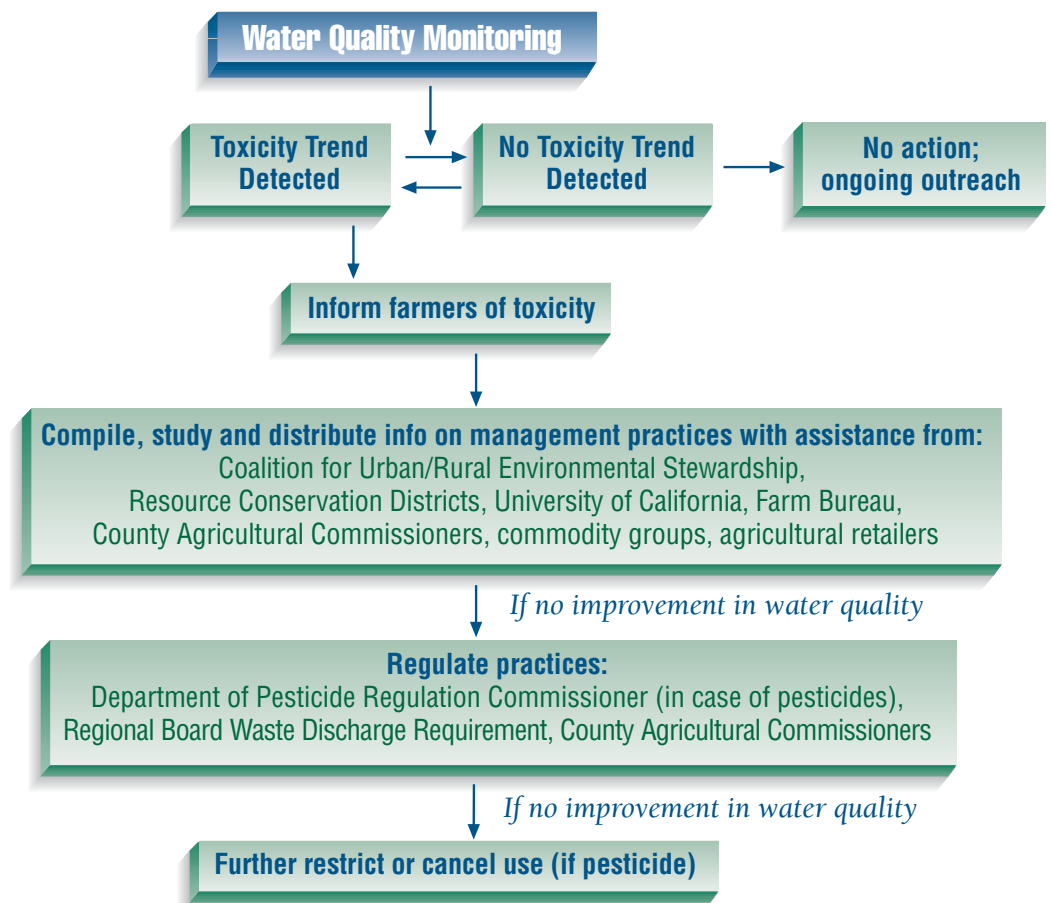 Water Quality Monitoring
Toxicity Trend
Detected
No Toxicity Trend
Detected
No action;
ongoing outreach
Inform farmers of toxicity
Compile, study and distribute info on management practices with assistance from:
Coalition for Urban/Rural Environmental Stewardship,
Resource Conservation Districts, University of California, Farm Bureau,
County Agricultural Commissioners, commodity groups, agricultural retailers
If no improvement in water quality
Regulate practices:
Department of Pesticide Regulation Commissioner (in case of pesticides),
Regional Board Waste Discharge Requirement, County Agricultural Commissioners
If no improvement in water quality
Further restrict or cancel use (if pesticide)